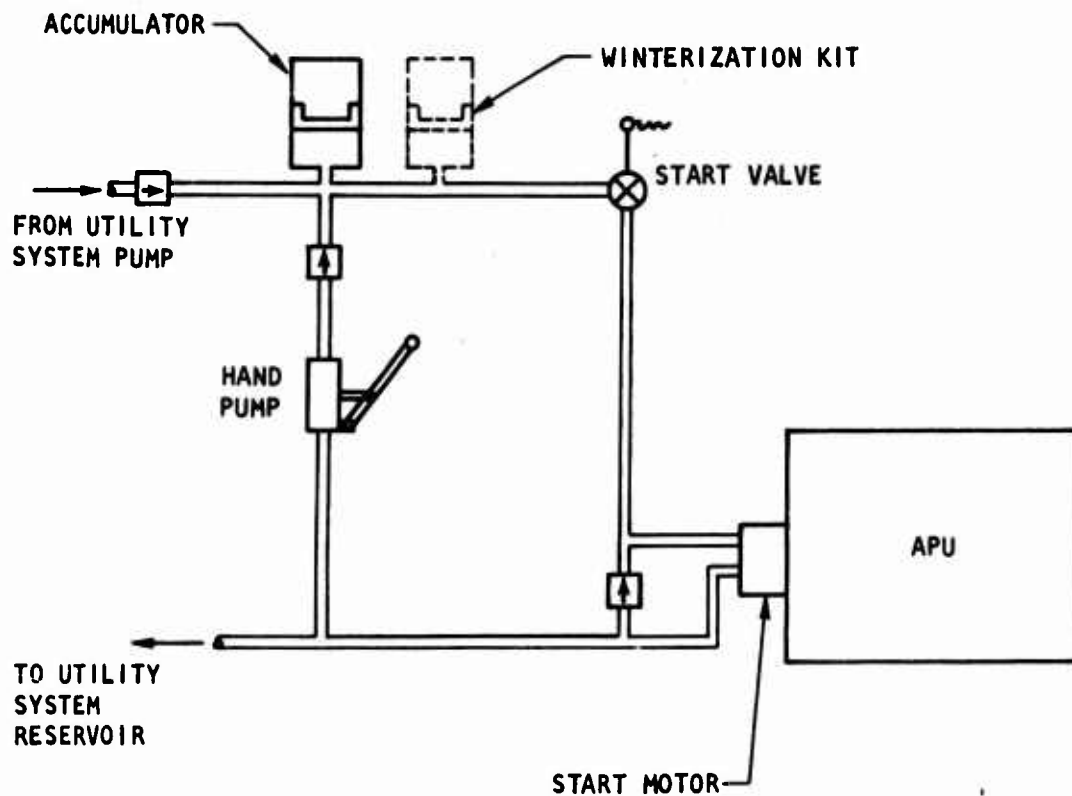 ACCUMULATOR
WINTERIZATION KIT
START VALVE
FROM UTILITY
SYSTEM PUMP
HAND
PUMP
APU
TO UTILITY
SYSTEM
RESERVOIR
START MOTOR